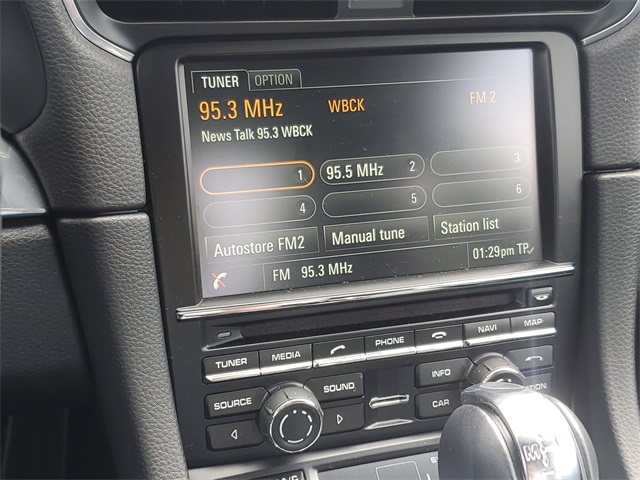 TUNER OPTION
95.3 MHz WBCK FM 2
News Talk 95.3 WBCK
1 95.5 MHz 2 3
4 5 6
Autostore FM2 Manual tune Station list
FM 95.3 MHz 01:29pm TP
TUNER MEDIA PHONE NAVI MAP
SOURCE SOUND INFO
CAR